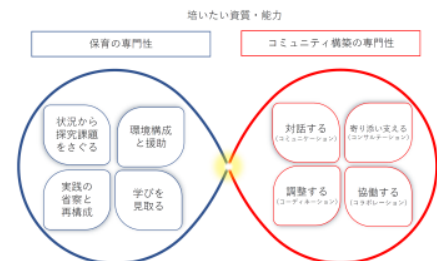 培いたい資質・能力
保育の専門性
コミュニティ構築の専門性
状況から
探究課題
をさぐる
環境構成
と援助
実践の
省察と
再構成
学びを
見取る
対話する
(コミュニケーション)
寄り添い支える
(コンサルテーション)
調整する
(コーディネーション)
協働する
(コラボレーション)